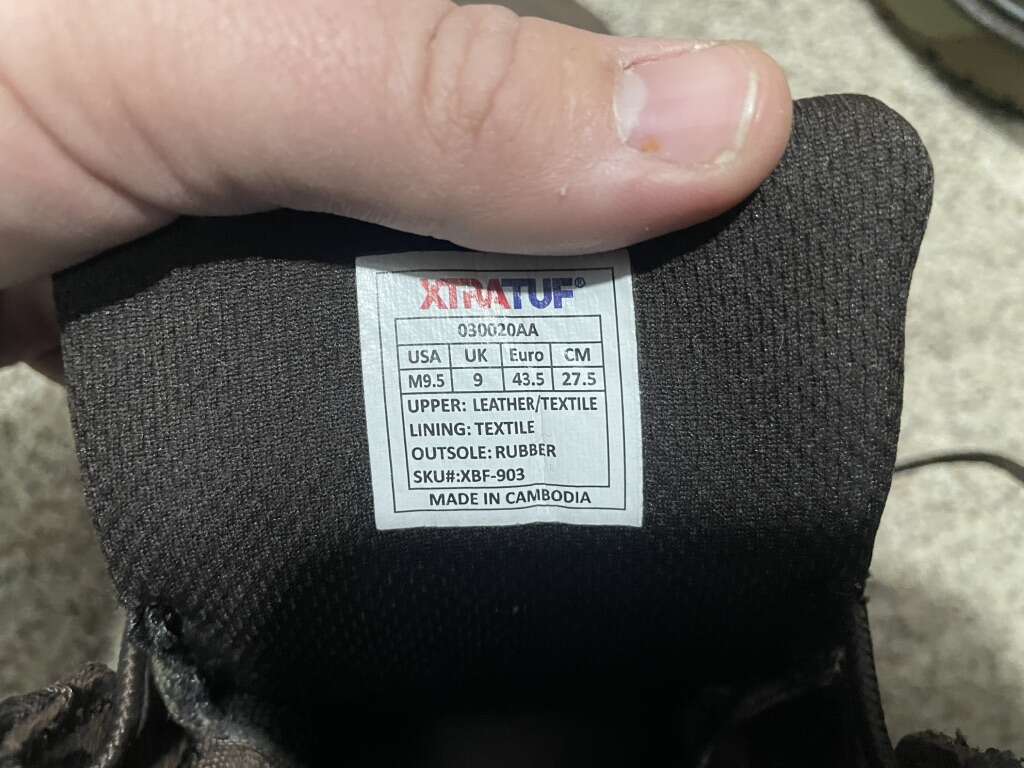 XTRATUF®
030020AA
USA UK Euro CM
M9.5 9 43.5 27.5
UPPER: LEATHER/TEXTILE
LINING: TEXTILE
OUTSOLE: RUBBER
SKU#:XBF-903
MADE IN CAMBODIA